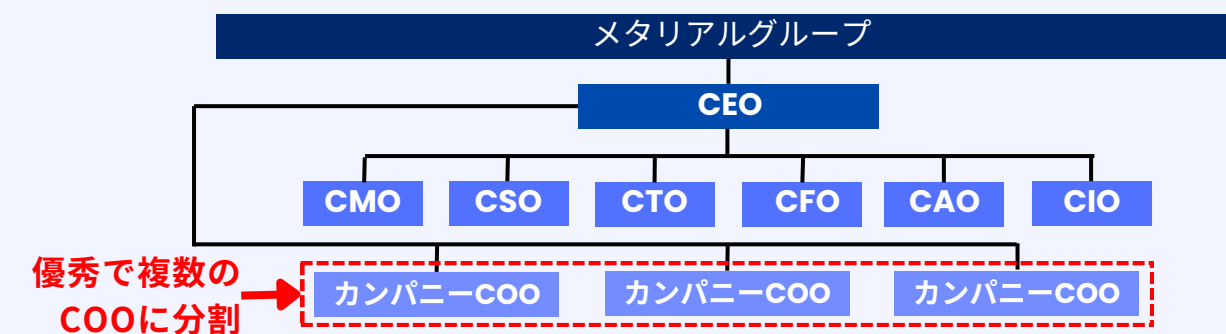 メタリアルグループ
CEO
CMO CSO CTO CFO CAO CIO
優秀で複数の
COOに分割
カンパニーCOO カンパニーCOO カンパニーCOO